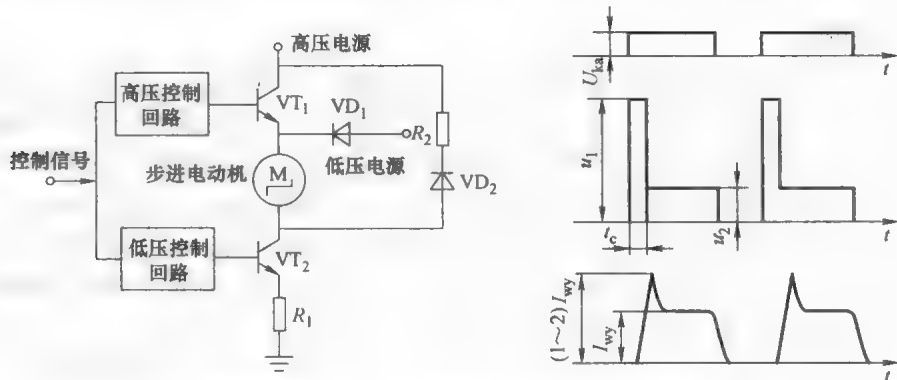 高压电源
高压控制
回路
VT₁
VD₁
R₂
控制信号
步进电动机
M
低压电源
VD₂
低压控制
回路
VT₂
R₁
Uka
t
u₁
tc
u₂
t
(1~2)Iwy
Iwy
t